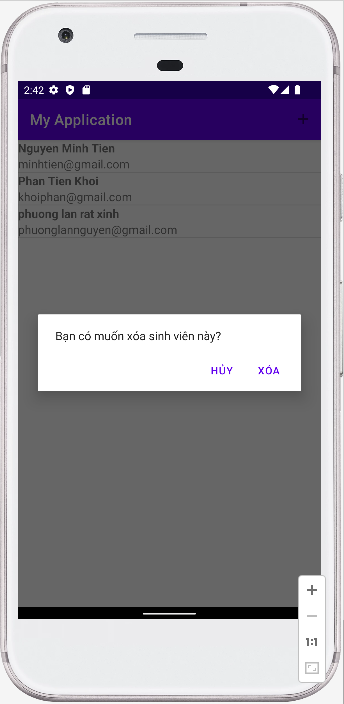 2:42
My Application
+
Nguyen Minh Tien
minhtien@gmail.com
Phan Tien Khoi
khoiphan@gmail.com
phuong lan rat xinh
phuonglannguyen@gmail.com
Bạn có muốn xóa sinh viên này?
HỦY XÓA
+
1:1